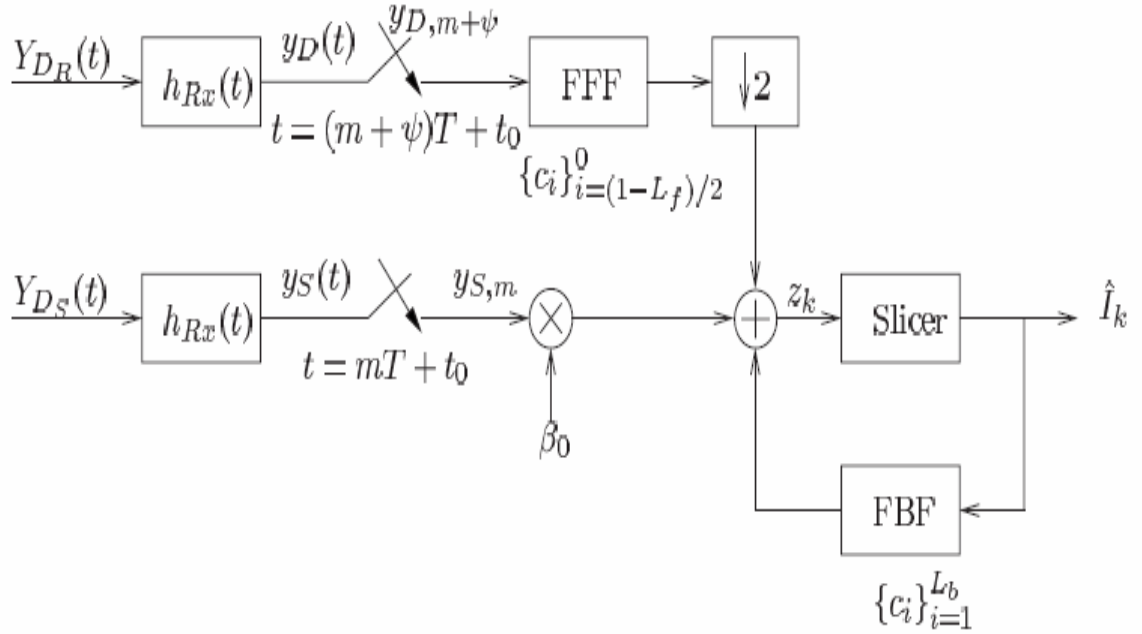 Y_{D_R}(t)
h_{Rx}(t)
y_D(t)
y_{D,m+ψ}
t = (m + ψ)T + t_0
FFF
↓2
{c_i}_{i=(1−L_f)/2}^{0}
Y_{D_S}(t)
h_{Rx}(t)
y_S(t)
y_{S,m}
t = mT + t_0
×
β_0
+
z_k
Slicer
Î_k
FBF
{c_i}_{i=1}^{L_b}